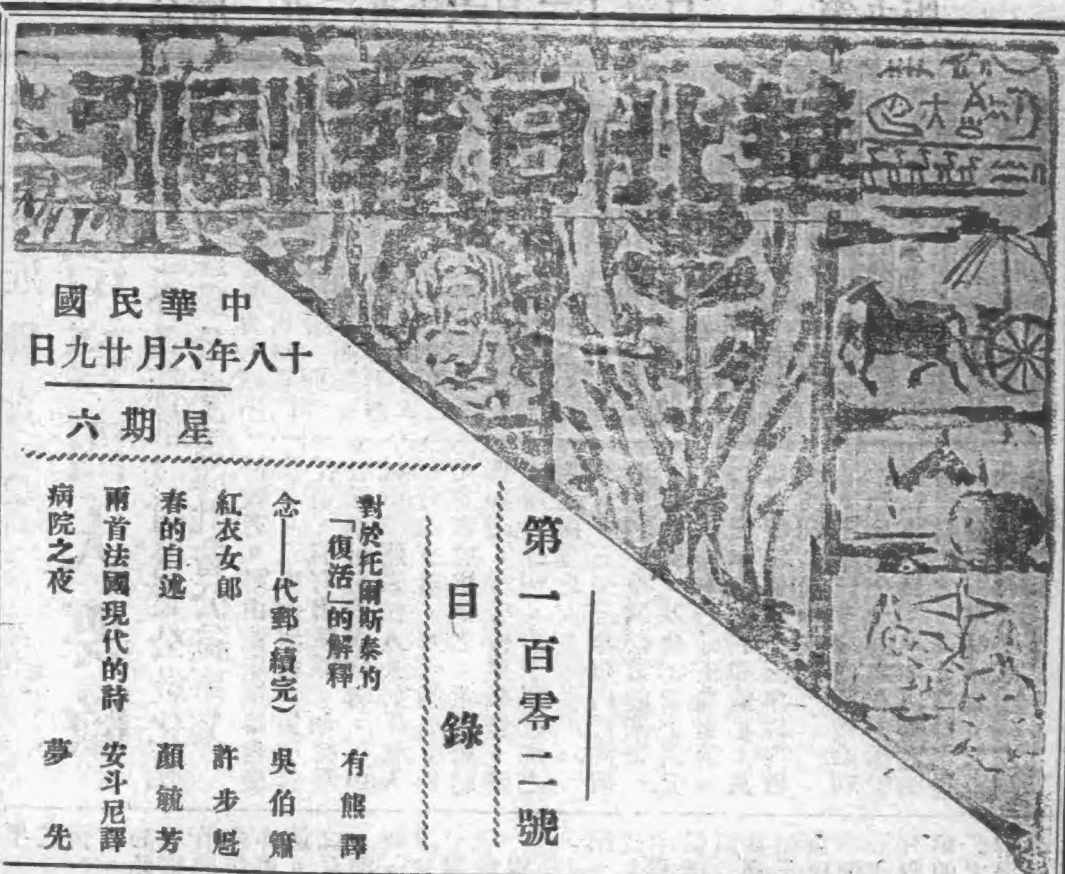 華北日報副刊
中華民國
十八年六月廿九日
星期六
第一百零二號
目錄
對於托爾斯泰的
「復活」的解釋 有熊譯
念——代郵(續完) 吳伯簫
紅衣女郎 許步魁
春的自述 顏毓芳
兩首法國現代的詩 安斗尼譯
病院之夜 夢先